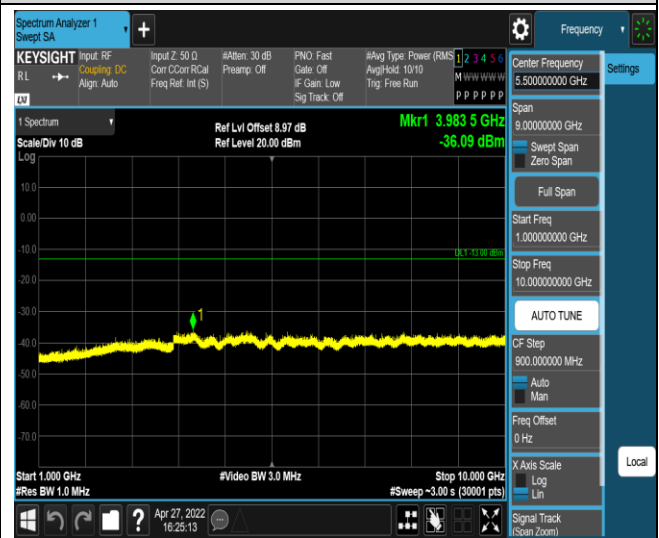 Spectrum Analyzer 1
Swept SA
+
Frequency
KEYSIGHT
Input: RF
Input Z: 50 Ω
#Atten: 30 dB
PNO: Fast
#Avg Type: Power (RMS
1 2 3 4 5 6
RL
Coupling: DC
Corr CCorr RCal
Preamp: Off
Gate: Off
Avg|Hold: 10/10
M W W W W W
Align: Auto
Freq Ref: Int (S)
IF Gain: Low
Trig: Free Run
P P P P P P
LXI
Sig Track: Off
1 Spectrum
Ref Lvl Offset 8.97 dB
Mkr1 3.983 5 GHz
Scale/Div 10 dB
Ref Level 20.00 dBm
-36.09 dBm
Log
10.0
0.00
-10.0
DL1 -13.00 dBm
-20.0
-30.0
1
-40.0
-50.0
-60.0
-70.0
Start 1.000 GHz
#Video BW 3.0 MHz
Stop 10.000 GHz
#Res BW 1.0 MHz
#Sweep ~3.00 s (30001 pts)
Center Frequency
5.500000000 GHz
Settings
Span
9.00000000 GHz
Swept Span
Zero Span
Full Span
Start Freq
1.000000000 GHz
Stop Freq
10.000000000 GHz
AUTO TUNE
CF Step
900.000000 MHz
Auto
Man
Freq Offset
0 Hz
X Axis Scale
Log
Lin
Local
Signal Track
(Span Zoom)
?
Apr 27, 2022
16:25:13